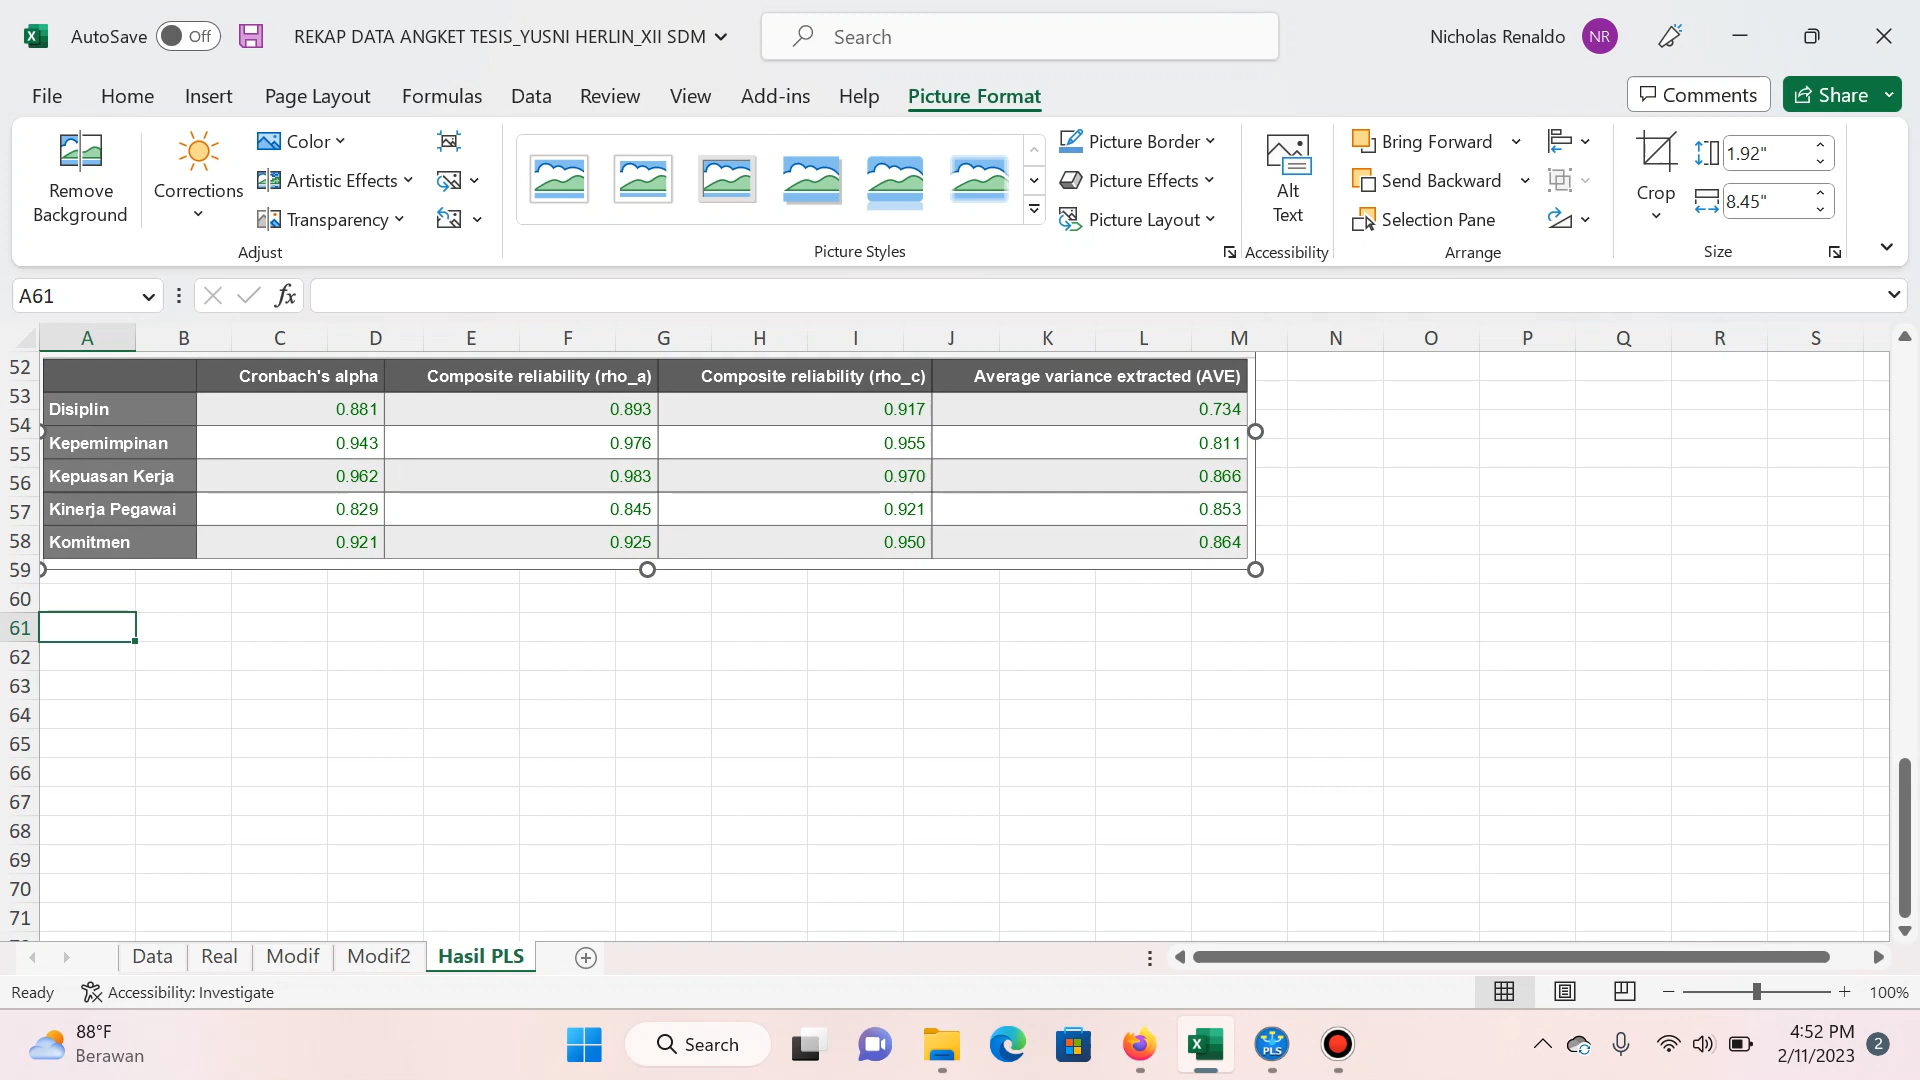 AutoSave Off REKAP DATA ANGKET TESIS_YUSNI HERLIN_XII SDM Search Nicholas Renaldo NR
File Home Insert Page Layout Formulas Data Review View Add-ins Help Picture Format Comments Share
Remove Background
Corrections
Color
Artistic Effects
Transparency
Adjust
Picture Styles
Picture Border
Picture Effects
Picture Layout
Alt Text
Accessibility
Bring Forward
Send Backward
Selection Pane
Arrange
Crop
1.92"
8.45"
Size
A61 fx
A B C D E F G H I J K L M N O P Q R S
Cronbach's alpha Composite reliability (rho_a) Composite reliability (rho_c) Average variance extracted (AVE)
Disiplin 0.881 0.893 0.917 0.734
Kepemimpinan 0.943 0.976 0.955 0.811
Kepuasan Kerja 0.962 0.983 0.970 0.866
Kinerja Pegawai 0.829 0.845 0.921 0.853
Komitmen 0.921 0.925 0.950 0.864
52
53
54
55
56
57
58
59
60
61
62
63
64
65
66
67
68
69
70
71
Data Real Modif Modif2 Hasil PLS
Ready Accessibility: Investigate 100%
88°F
Berawan
Search
PLS
4:52 PM
2/11/2023
2